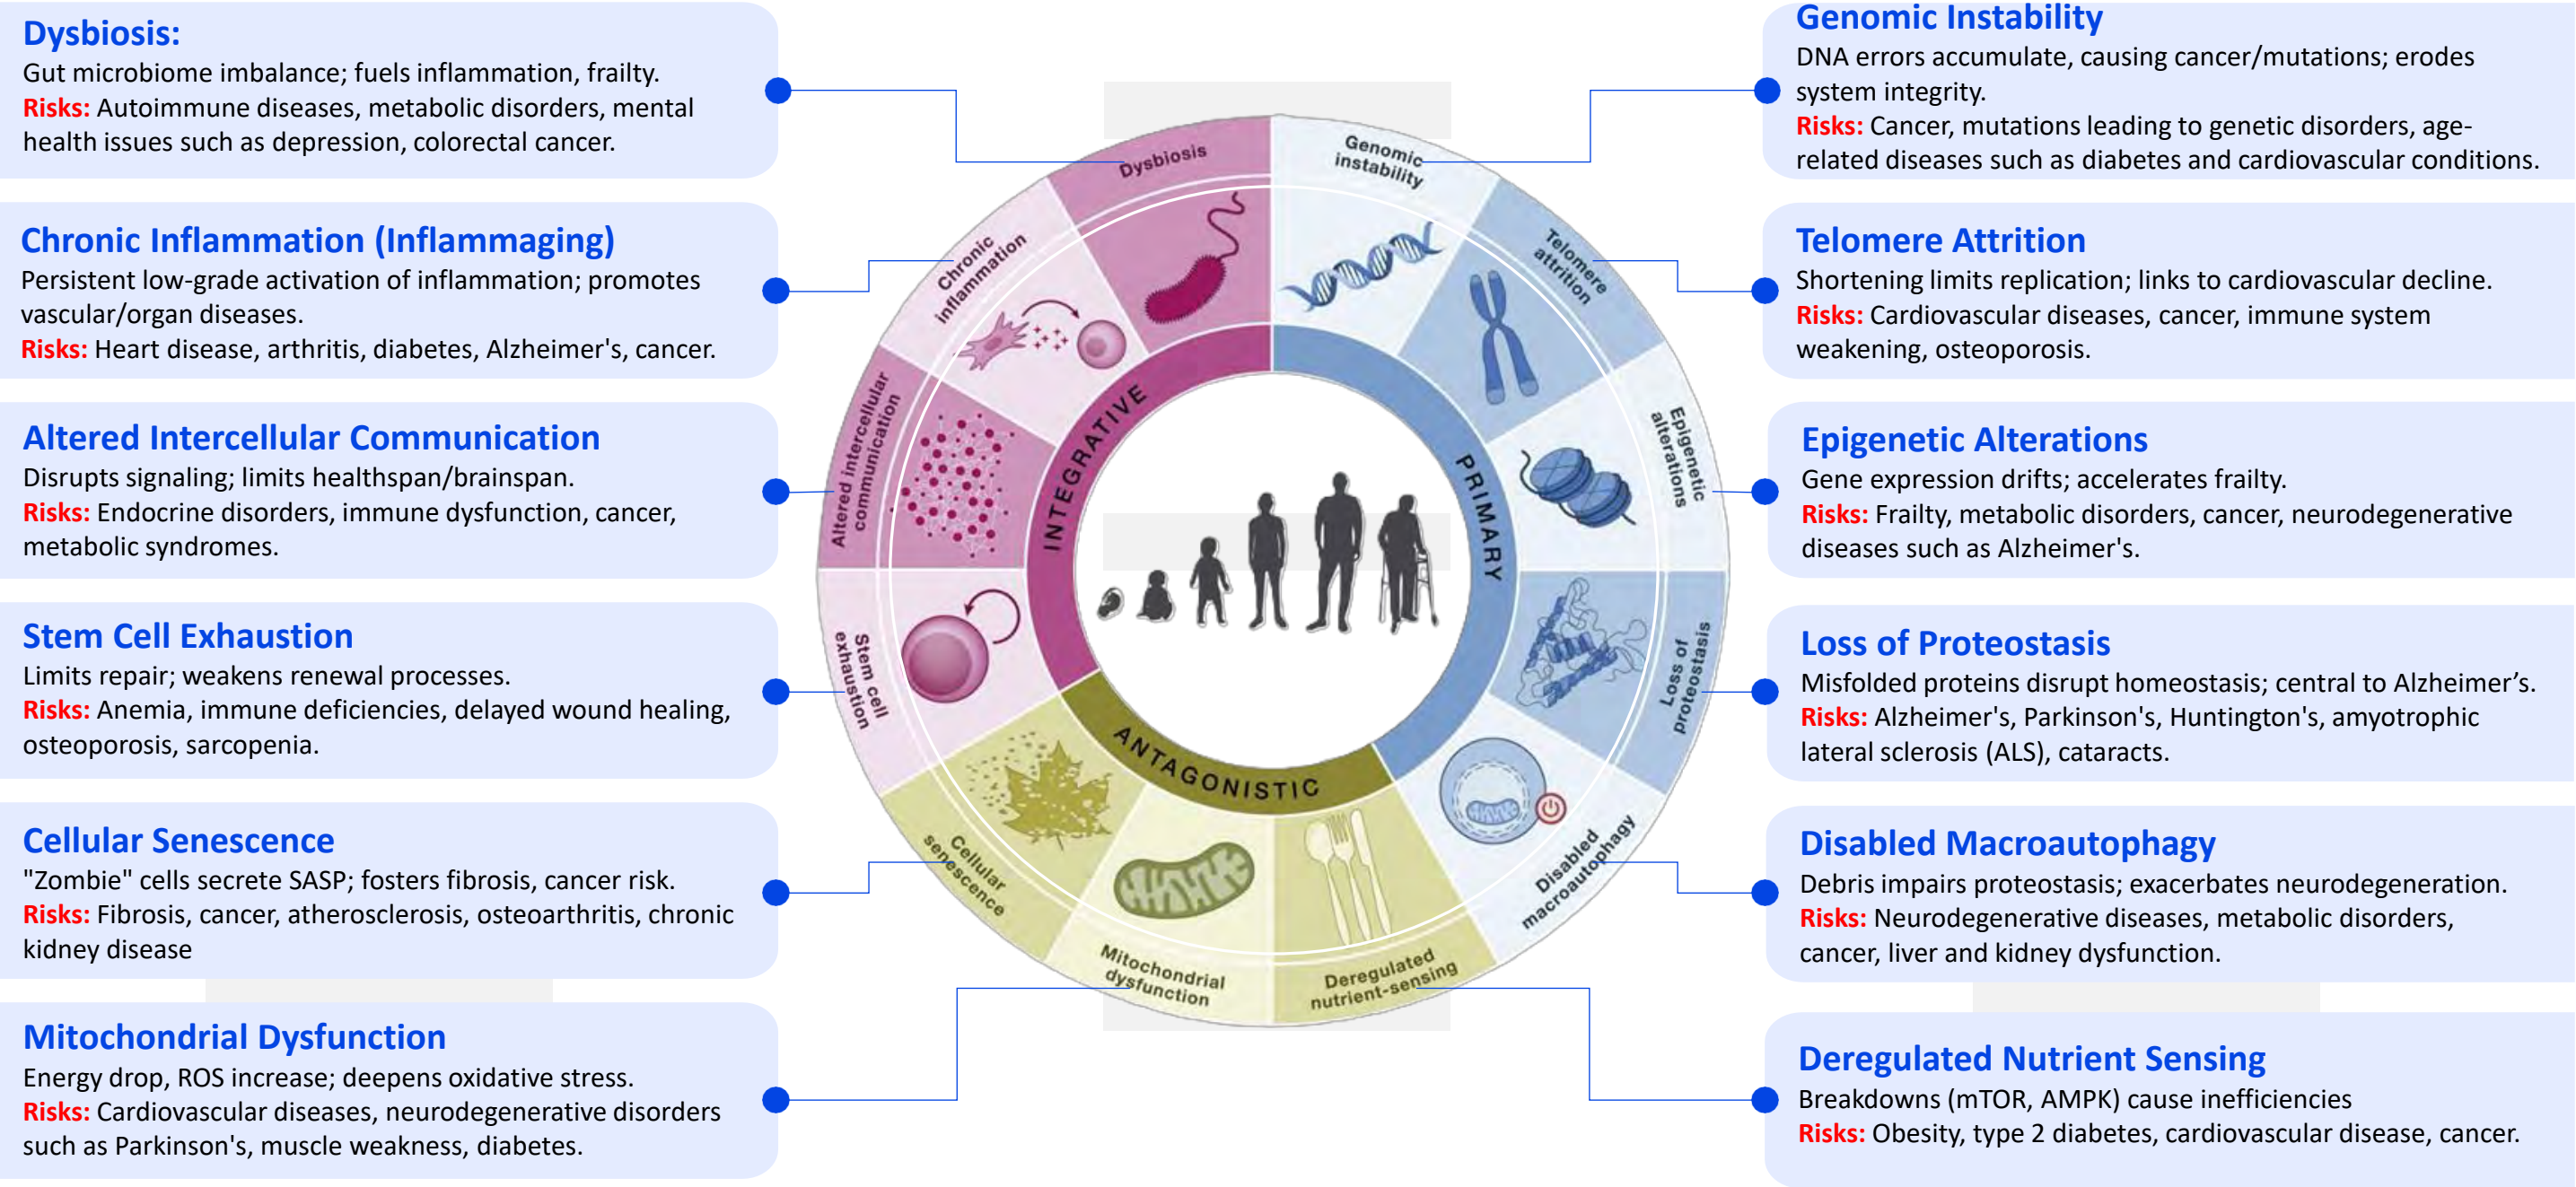 Dysbiosis:
Gut microbiome imbalance; fuels inflammation, frailty.
Risks: Autoimmune diseases, metabolic disorders, mental
health issues such as depression, colorectal cancer.
Chronic Inflammation (Inflammaging)
Persistent low-grade activation of inflammation; promotes
vascular/organ diseases.
Risks: Heart disease, arthritis, diabetes, Alzheimer's, cancer.
Altered Intercellular Communication
Disrupts signaling; limits healthspan/brainspan.
Risks: Endocrine disorders, immune dysfunction, cancer,
metabolic syndromes.
Stem Cell Exhaustion
Limits repair; weakens renewal processes.
Risks: Anemia, immune deficiencies, delayed wound healing,
osteoporosis, sarcopenia.
Cellular Senescence
"Zombie" cells secrete SASP; fosters fibrosis, cancer risk.
Risks: Fibrosis, cancer, atherosclerosis, osteoarthritis, chronic
kidney disease
Mitochondrial Dysfunction
Energy drop, ROS increase; deepens oxidative stress.
Risks: Cardiovascular diseases, neurodegenerative disorders
such as Parkinson's, muscle weakness, diabetes.
Dysbiosis
Genomic
instability
Telomere
attrition
Epigenetic
alterations
Loss of
proteostasis
Disabled
macroautophagy
Deregulated
nutrient-sensing
Mitochondrial
dysfunction
Cellular
senescence
Stem cell
exhaustion
Altered intercellular
communication
Chronic
inflammation
INTEGRATIVE
PRIMARY
ANTAGONISTIC
Genomic Instability
DNA errors accumulate, causing cancer/mutations; erodes
system integrity.
Risks: Cancer, mutations leading to genetic disorders, age-
related diseases such as diabetes and cardiovascular conditions.
Telomere Attrition
Shortening limits replication; links to cardiovascular decline.
Risks: Cardiovascular diseases, cancer, immune system
weakening, osteoporosis.
Epigenetic Alterations
Gene expression drifts; accelerates frailty.
Risks: Frailty, metabolic disorders, cancer, neurodegenerative
diseases such as Alzheimer's.
Loss of Proteostasis
Misfolded proteins disrupt homeostasis; central to Alzheimer’s.
Risks: Alzheimer's, Parkinson's, Huntington's, amyotrophic
lateral sclerosis (ALS), cataracts.
Disabled Macroautophagy
Debris impairs proteostasis; exacerbates neurodegeneration.
Risks: Neurodegenerative diseases, metabolic disorders,
cancer, liver and kidney dysfunction.
Deregulated Nutrient Sensing
Breakdowns (mTOR, AMPK) cause inefficiencies
Risks: Obesity, type 2 diabetes, cardiovascular disease, cancer.